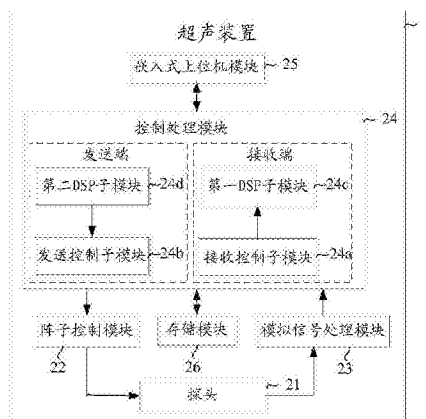 超声装置
嵌入式上位机模块
25
控制处理模块
24
发送端
接收端
第二DSP子模块
24d
第一DSP子模块
24c
发送控制子模块
24b
接收控制子模块
24a
阵子控制模块
22
存储模块
26
模拟信号处理模块
23
探头
21